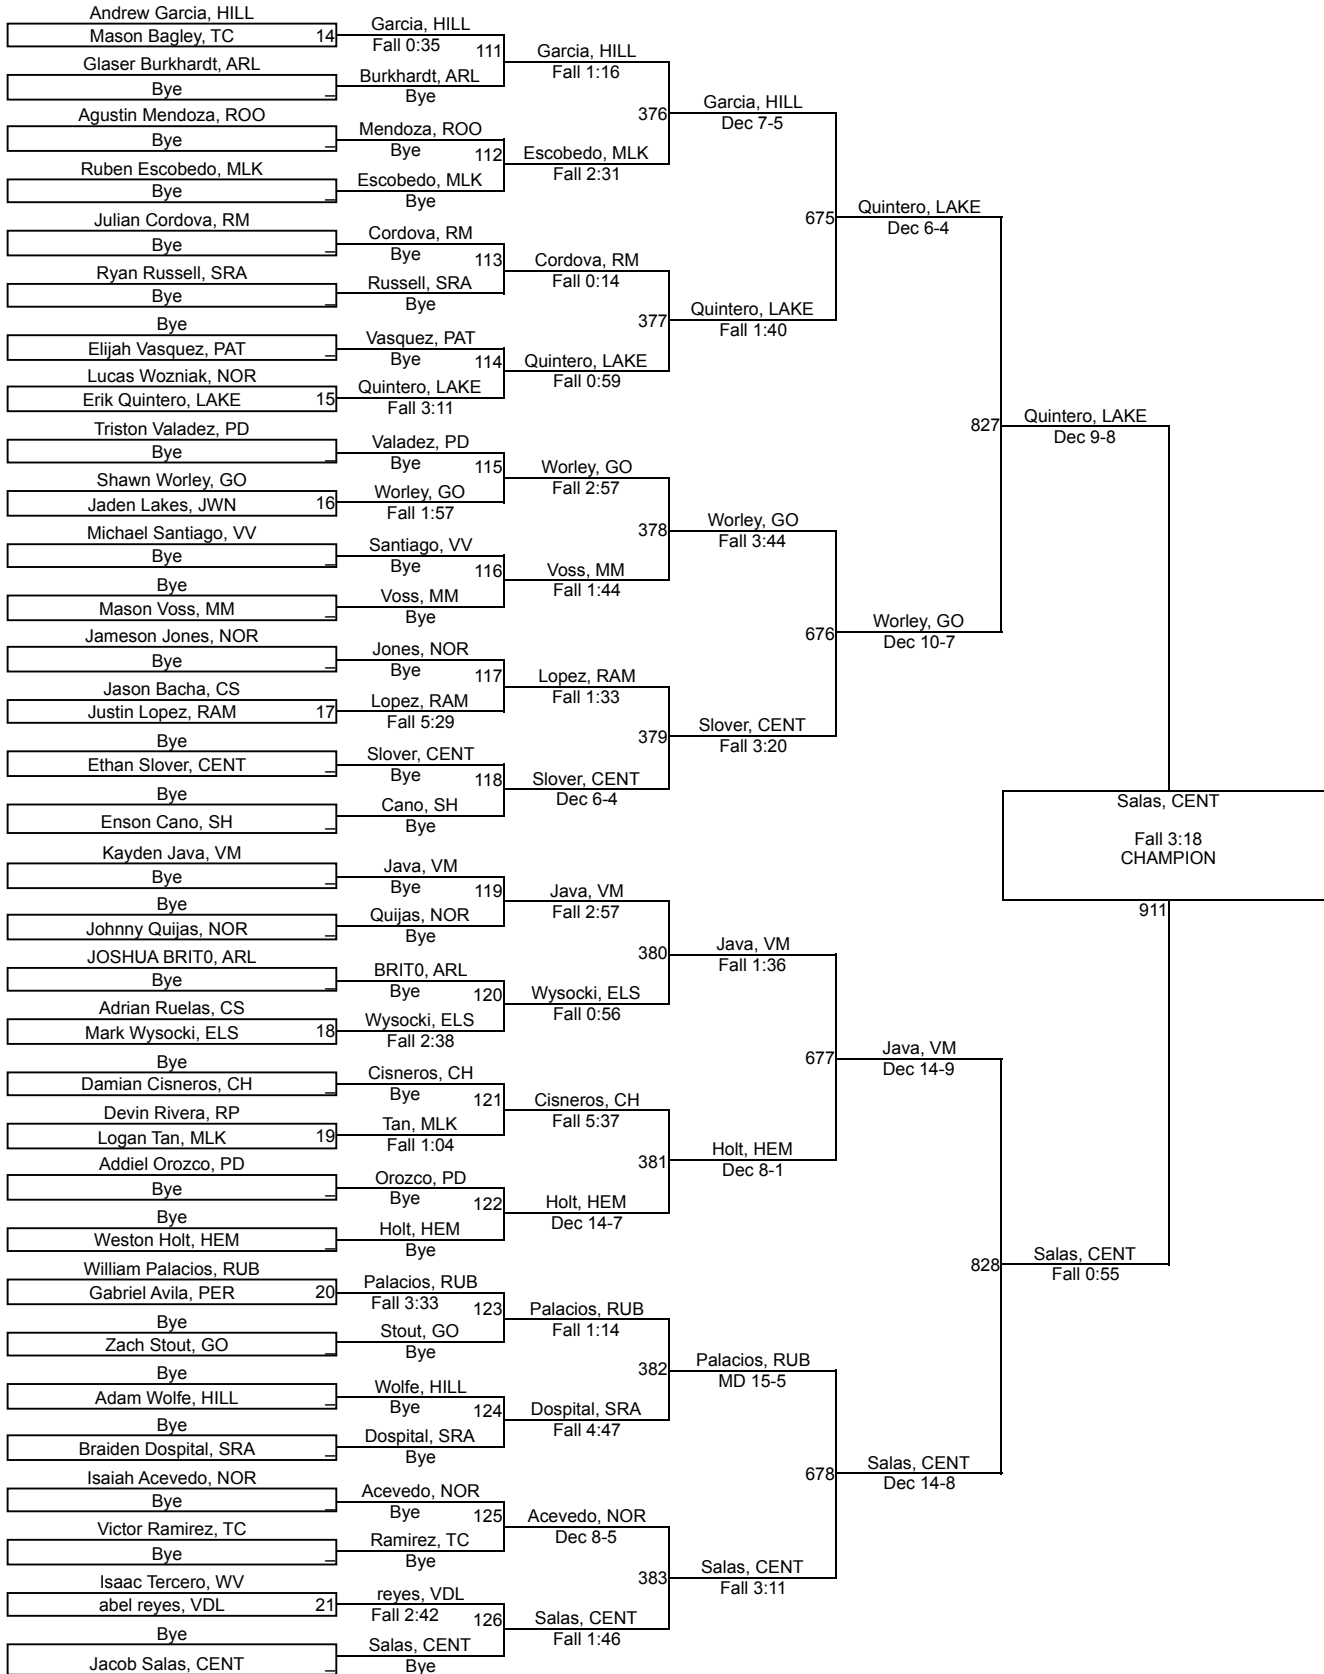 Andrew Garcia, HILL
Mason Bagley, TC 14
Glaser Burkhardt, ARL
Bye _
Agustin Mendoza, ROO
Bye _
Ruben Escobedo, MLK
Bye _
Julian Cordova, RM
Bye _
Ryan Russell, SRA
Bye _
Bye
Elijah Vasquez, PAT _
Lucas Wozniak, NOR
Erik Quintero, LAKE 15
Triston Valadez, PD
Bye _
Shawn Worley, GO
Jaden Lakes, JWN 16
Michael Santiago, VV
Bye _
Bye
Mason Voss, MM _
Jameson Jones, NOR
Bye _
Jason Bacha, CS
Justin Lopez, RAM 17
Bye
Ethan Slover, CENT _
Bye
Enson Cano, SH _
Kayden Java, VM
Bye _
Bye
Johnny Quijas, NOR _
JOSHUA BRIT0, ARL
Bye _
Adrian Ruelas, CS
Mark Wysocki, ELS 18
Bye
Damian Cisneros, CH _
Devin Rivera, RP
Logan Tan, MLK 19
Addiel Orozco, PD
Bye _
Bye
Weston Holt, HEM _
William Palacios, RUB
Gabriel Avila, PER 20
Bye
Zach Stout, GO _
Bye
Adam Wolfe, HILL _
Bye
Braiden Dospital, SRA _
Isaiah Acevedo, NOR
Bye _
Victor Ramirez, TC
Bye _
Isaac Tercero, WV
abel reyes, VDL 21
Bye
Jacob Salas, CENT _
Garcia, HILL
Fall 0:35
111
Burkhardt, ARL
Bye
Mendoza, ROO
Bye
112
Escobedo, MLK
Bye
Cordova, RM
Bye
113
Russell, SRA
Bye
Vasquez, PAT
Bye
114
Quintero, LAKE
Fall 3:11
Valadez, PD
Bye
115
Worley, GO
Fall 1:57
Santiago, VV
Bye
116
Voss, MM
Bye
Jones, NOR
Bye
117
Lopez, RAM
Fall 5:29
Slover, CENT
Bye
118
Cano, SH
Bye
Java, VM
Bye
119
Quijas, NOR
Bye
BRIT0, ARL
Bye
120
Wysocki, ELS
Fall 2:38
Cisneros, CH
Bye
121
Tan, MLK
Fall 1:04
Orozco, PD
Bye
122
Holt, HEM
Bye
Palacios, RUB
Fall 3:33
123
Stout, GO
Bye
Wolfe, HILL
Bye
124
Dospital, SRA
Bye
Acevedo, NOR
Bye
125
Ramirez, TC
Bye
reyes, VDL
Fall 2:42
126
Salas, CENT
Bye
Garcia, HILL
Fall 1:16
376
Escobedo, MLK
Fall 2:31
Cordova, RM
Fall 0:14
377
Quintero, LAKE
Fall 0:59
Worley, GO
Fall 2:57
378
Voss, MM
Fall 1:44
Lopez, RAM
Fall 1:33
379
Slover, CENT
Dec 6-4
Java, VM
Fall 2:57
380
Wysocki, ELS
Fall 0:56
Cisneros, CH
Fall 5:37
381
Holt, HEM
Dec 14-7
Palacios, RUB
Fall 1:14
382
Dospital, SRA
Fall 4:47
Acevedo, NOR
Dec 8-5
383
Salas, CENT
Fall 1:46
Garcia, HILL
Dec 7-5
675
Quintero, LAKE
Fall 1:40
Worley, GO
Fall 3:44
676
Slover, CENT
Fall 3:20
Java, VM
Fall 1:36
677
Holt, HEM
Dec 8-1
Palacios, RUB
MD 15-5
678
Salas, CENT
Fall 3:11
Quintero, LAKE
Dec 6-4
827
Worley, GO
Dec 10-7
Java, VM
Dec 14-9
828
Salas, CENT
Dec 14-8
Quintero, LAKE
Dec 9-8
Salas, CENT
Fall 0:55
Salas, CENT
Fall 3:18
CHAMPION
911